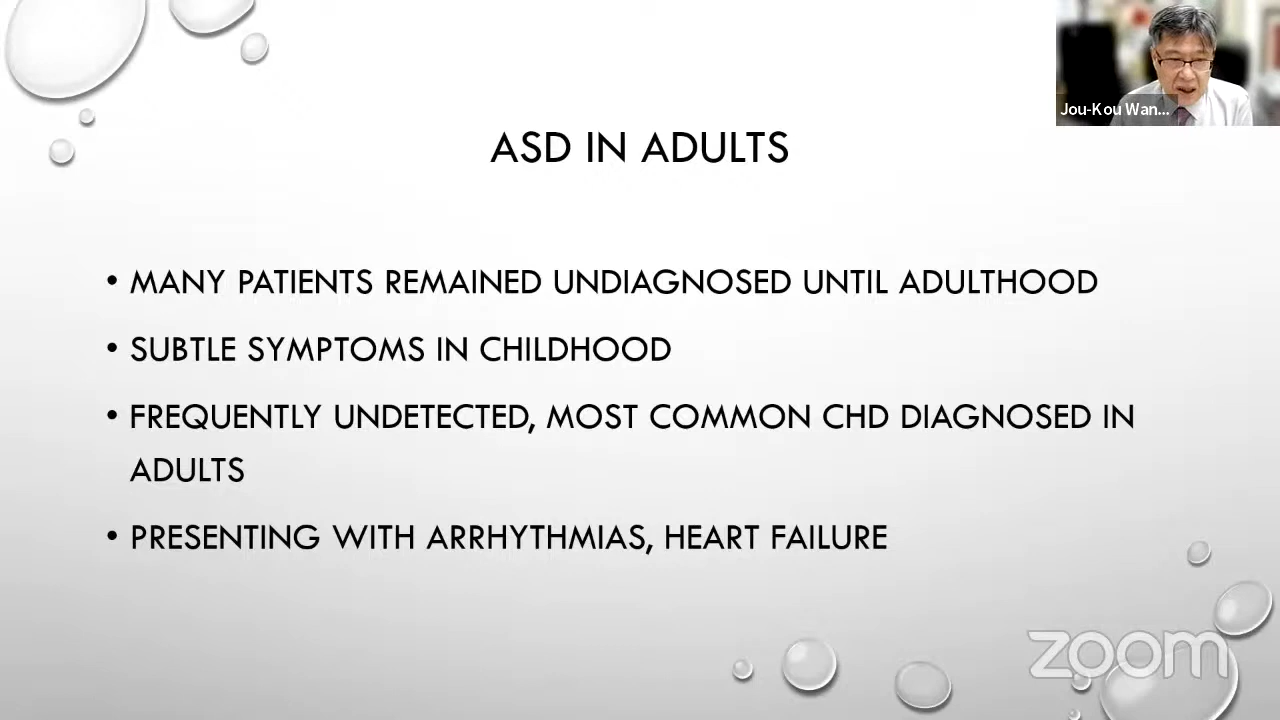 Jou-Kou Wan...
ASD IN ADULTS
• MANY PATIENTS REMAINED UNDIAGNOSED UNTIL ADULTHOOD
• SUBTLE SYMPTOMS IN CHILDHOOD
• FREQUENTLY UNDETECTED, MOST COMMON CHD DIAGNOSED IN
ADULTS
• PRESENTING WITH ARRHYTHMIAS, HEART FAILURE
zoom